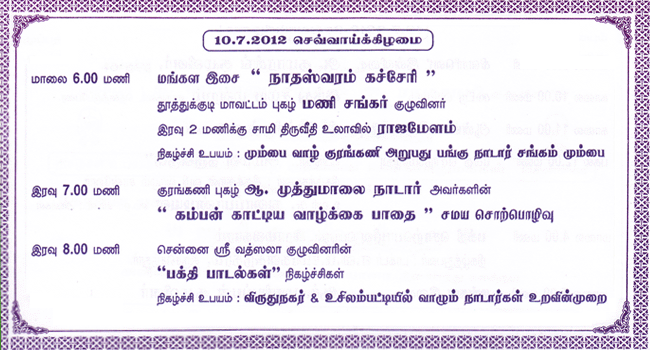 10.7.2012 செவ்வாய்க்கிழமை
மாலை 6.00 மணி மங்கள இசை “ நாதஸ்வரம் கச்சேரி ”
தூத்துக்குடி மாவட்டம் புகழ் மணி சங்கர் குழுவினர்
இரவு 2 மணிக்கு சாமி திருவீதி உலாவில் ராஜமேளம்
நிகழ்ச்சி உபயம் : மும்பை வாழ் குரங்கணி அறுபது பங்கு நாடார் சங்கம் மும்பை
இரவு 7.00 மணி குரங்கணி புகழ் ஆ. முத்துமாலை நாடார் அவர்களின்
“ கம்பன் காட்டிய வாழ்க்கை பாதை ” சமய சொற்பொழிவு
இரவு 8.00 மணி சென்னை ஸ்ரீ வத்ஸலா குழுவினரின்
“பக்தி பாடல்கள்” நிகழ்ச்சிகள்
நிகழ்ச்சி உபயம் : விருதுநகர் & உசிலம்பட்டியில் வாழும் நாடார்கள் உறவின்முறை